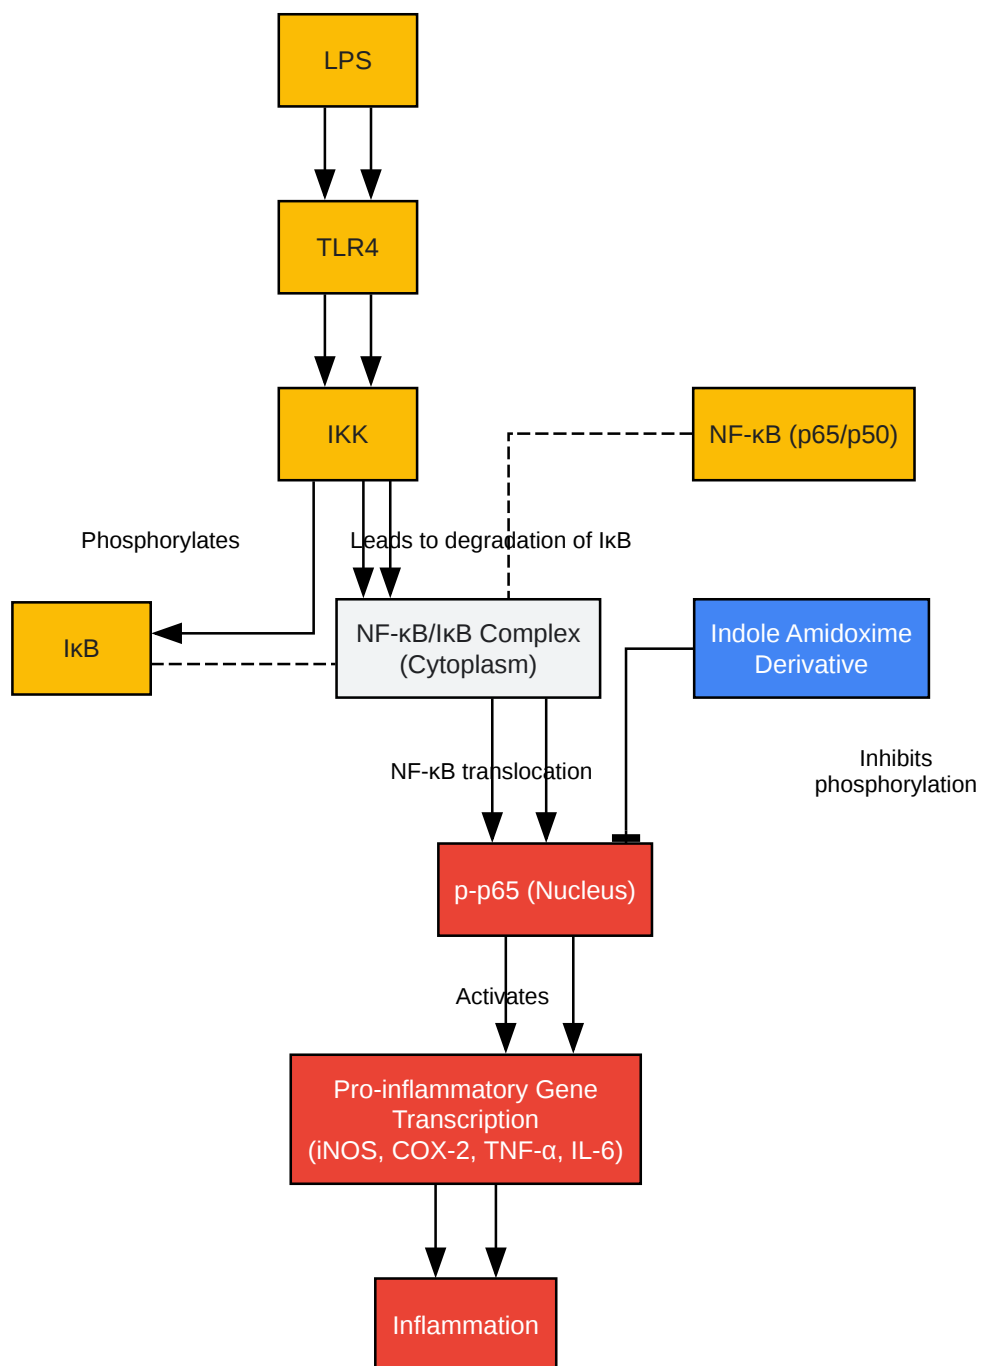 LPS
TLR4
IKK
NF-κB (p65/p50)
Phosphorylates
Leads to degradation of IκB
IκB
NF-κB/IκB Complex
(Cytoplasm)
Indole Amidoxime
Derivative
NF-κB translocation
Inhibits
phosphorylation
p-p65 (Nucleus)
Activates
Pro-inflammatory Gene
Transcription
(iNOS, COX-2, TNF-α, IL-6)
Inflammation